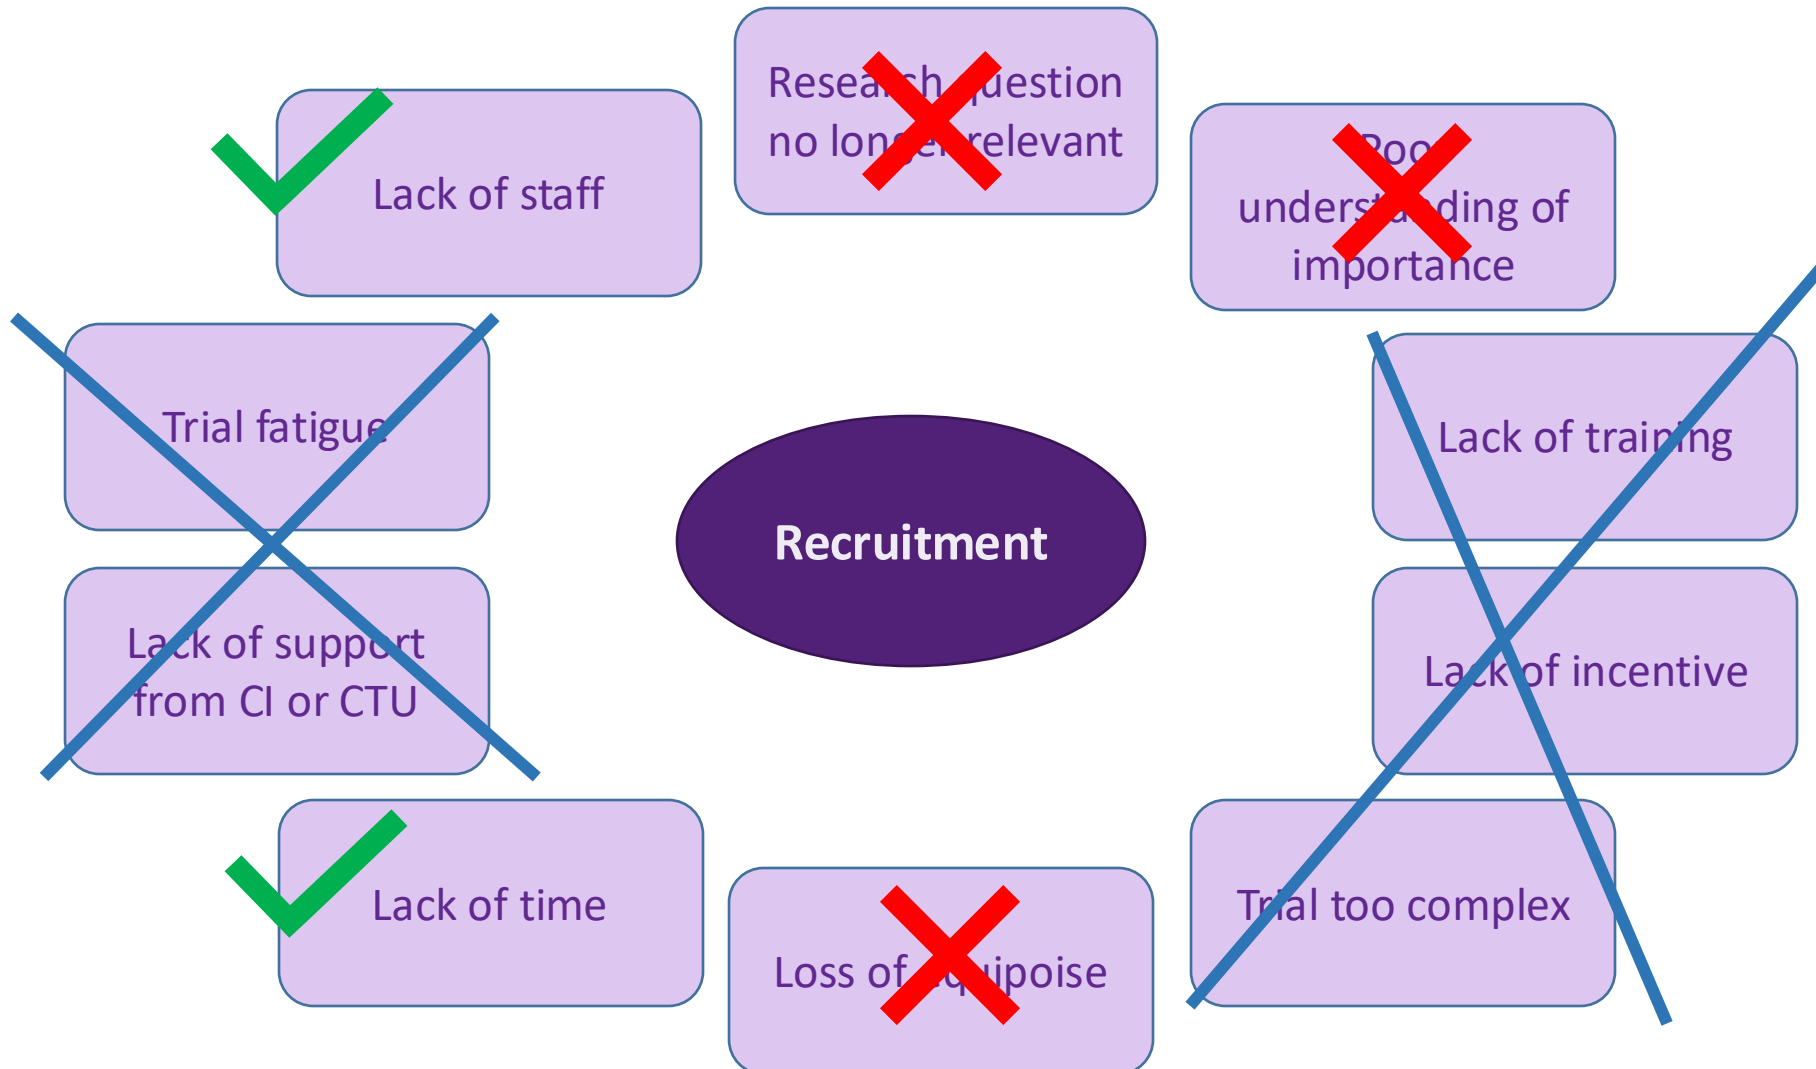 Research question
no longer relevant
Lack of staff
Poor
understanding of
importance
Trial fatigue
Lack of training
Recruitment
Lack of support
from CI or CTU
Lack of incentive
Lack of time
Trial too complex
Loss of equipoise